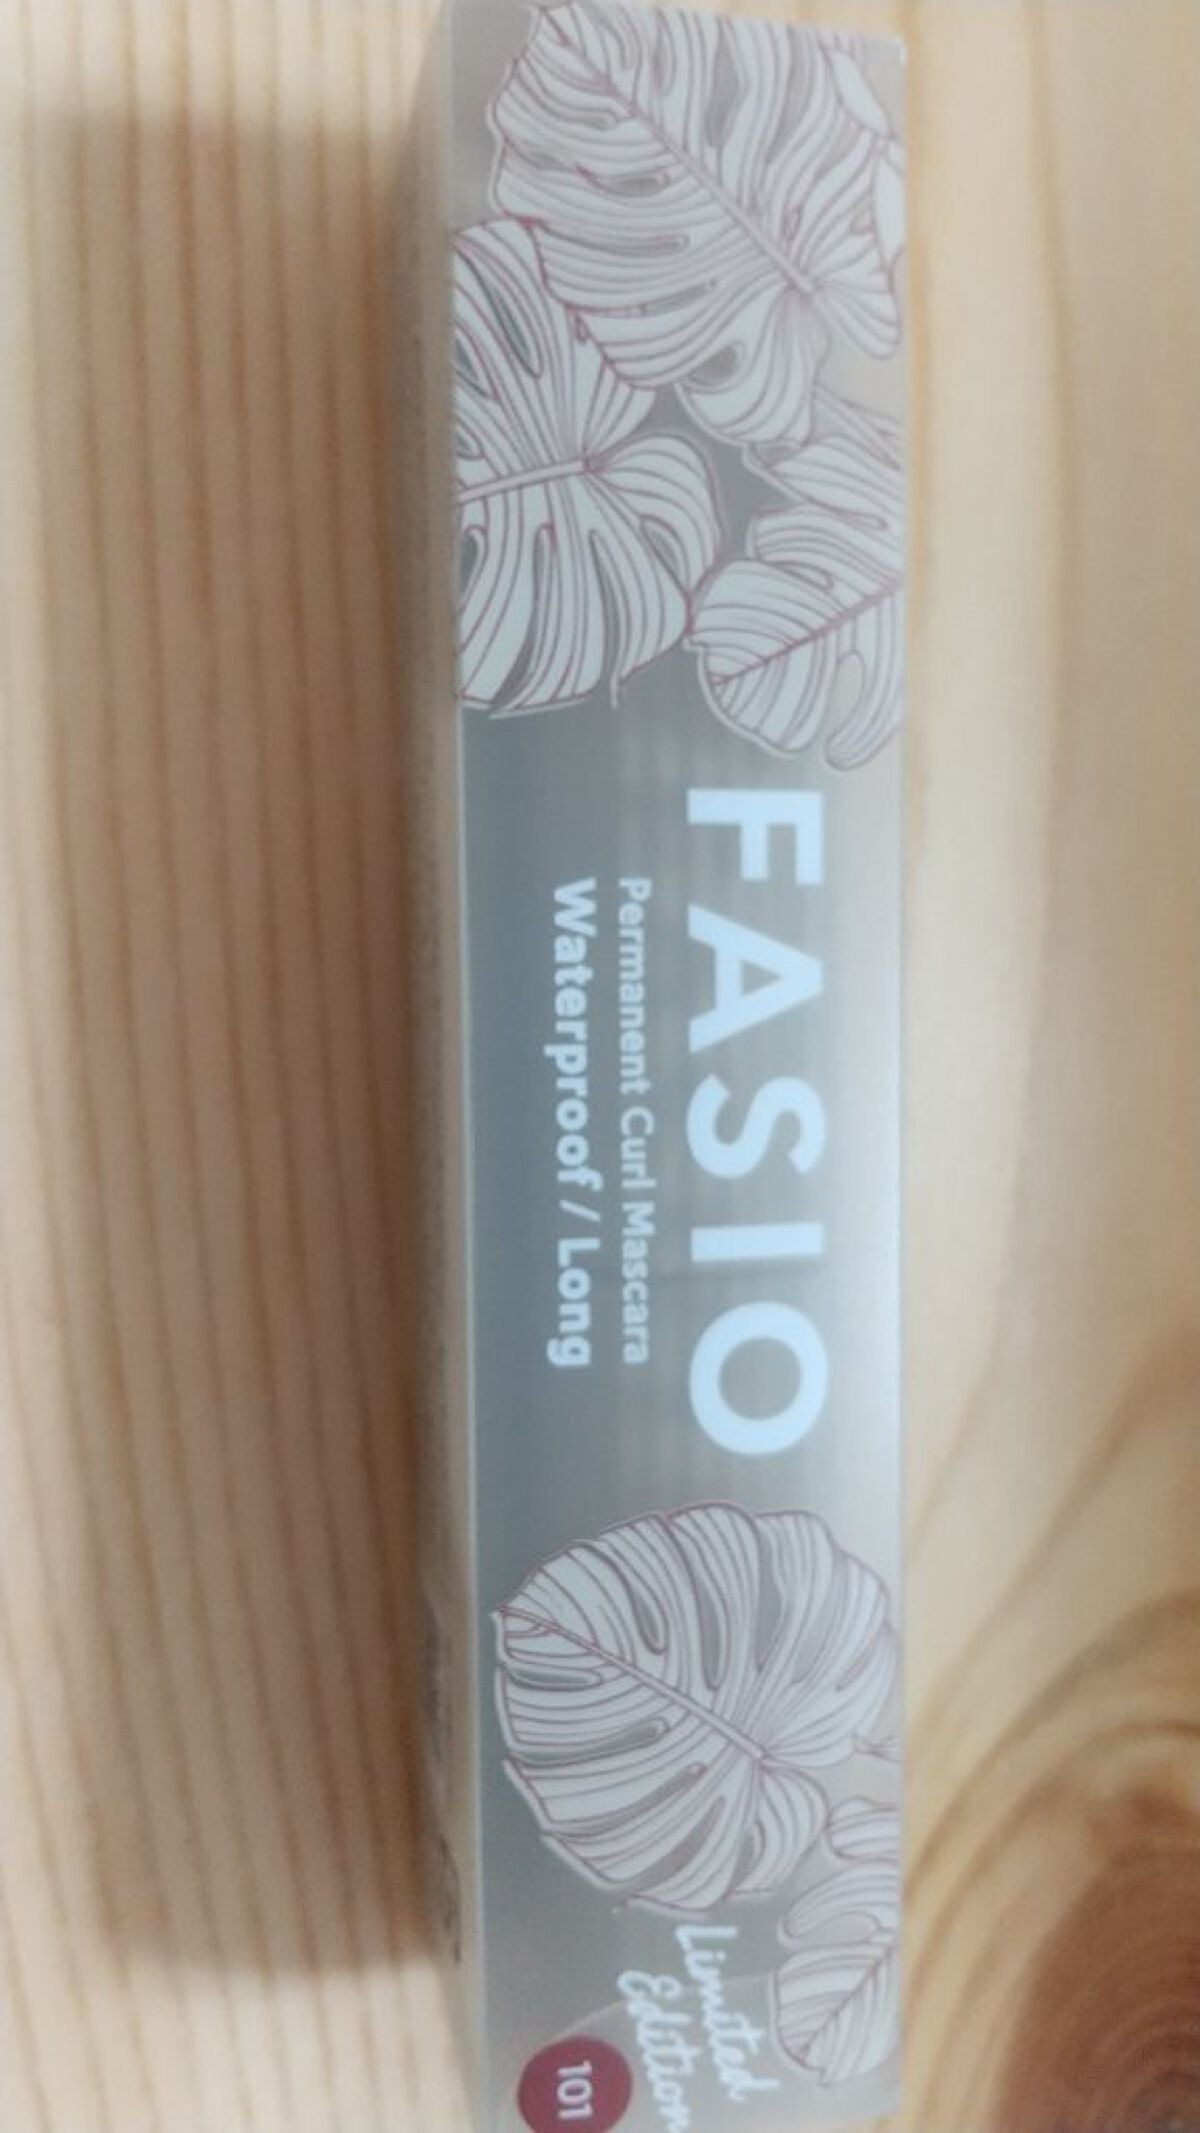 FASIO
Permanent Curl Mascara
Waterproof / Long
Limited
Edition
101